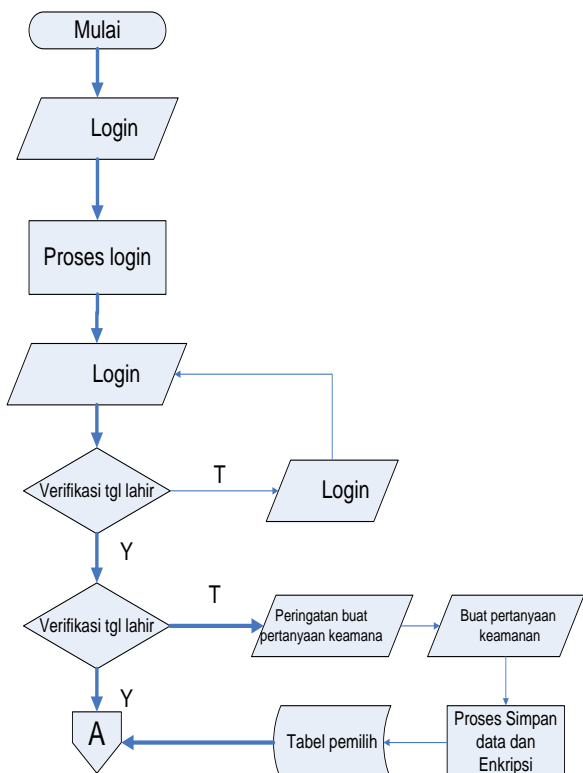 Mulai
Login
Proses login
Login
Verifikasi tgl lahir
T
Login
Y
Verifikasi tgl lahir
T
Peringatan buat
pertanyaan keamana
Buat pertanyaan
keamanan
Y
A
Tabel pemilih
Proses Simpan
data dan
Enkripsi